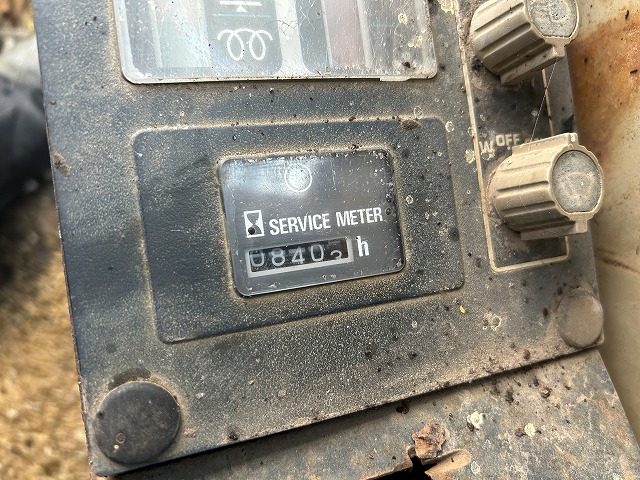 OFF
SERVICE METER
08403 h